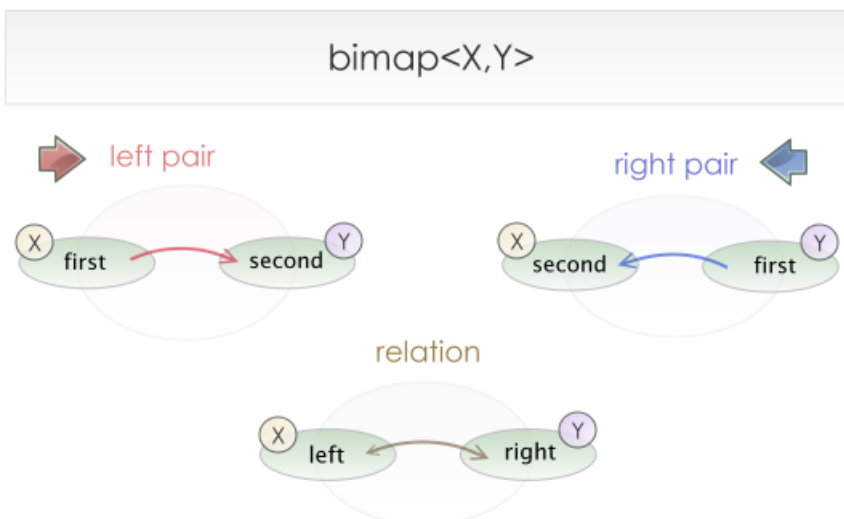 bimap<X,Y>
left pair
right pair
X first second Y
X second first Y
relation
X left right Y